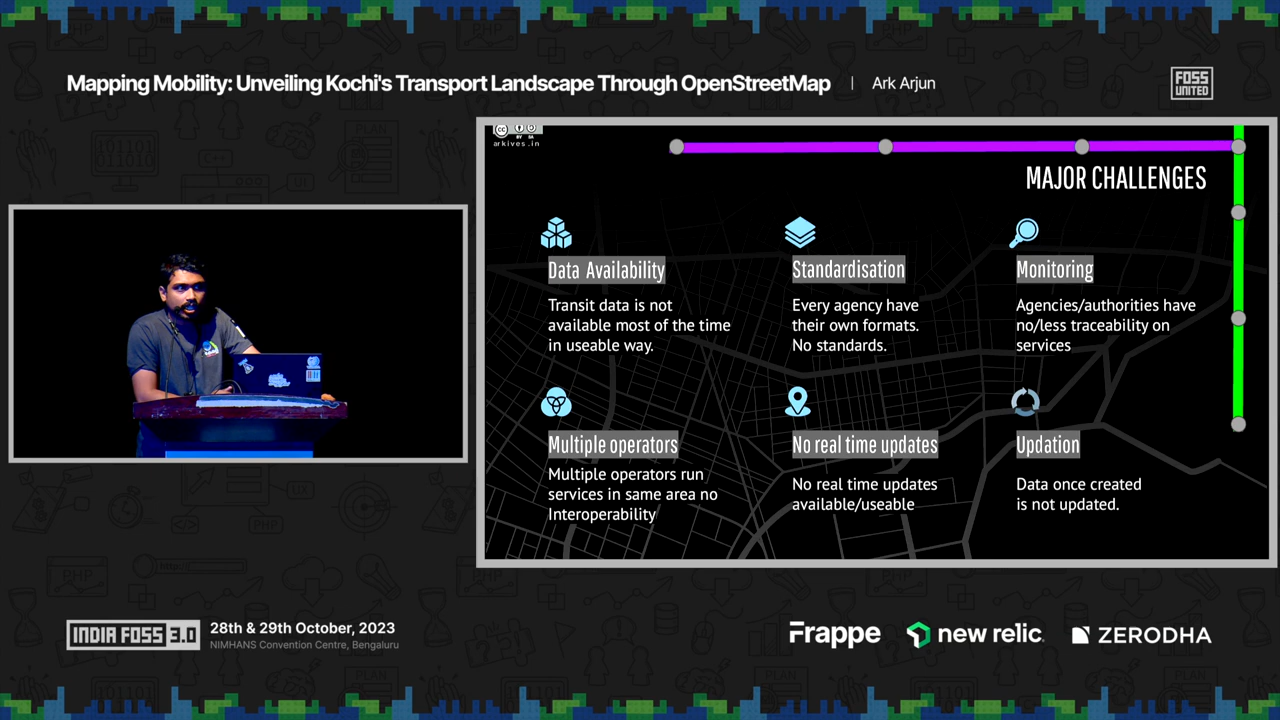 Mapping Mobility: Unveiling Kochi's Transport Landscape Through OpenStreetMap | Ark Arjun
FOSS
UNITED
CC BY SA
arkives.in
MAJOR CHALLENGES
Data Availability
Transit data is not
available most of the time
in useable way.
Standardisation
Every agency have
their own formats.
No standards.
Monitoring
Agencies/authorities have
no/less traceability on
services
Multiple operators
Multiple operators run
services in same area no
Interoperability
No real time updates
No real time updates
available/useable
Updation
Data once created
is not updated.
INDIA FOSS 3.0
28th & 29th October, 2023
NIMHANS Convention Centre, Bengaluru
Frappe
new relic
ZERODHA